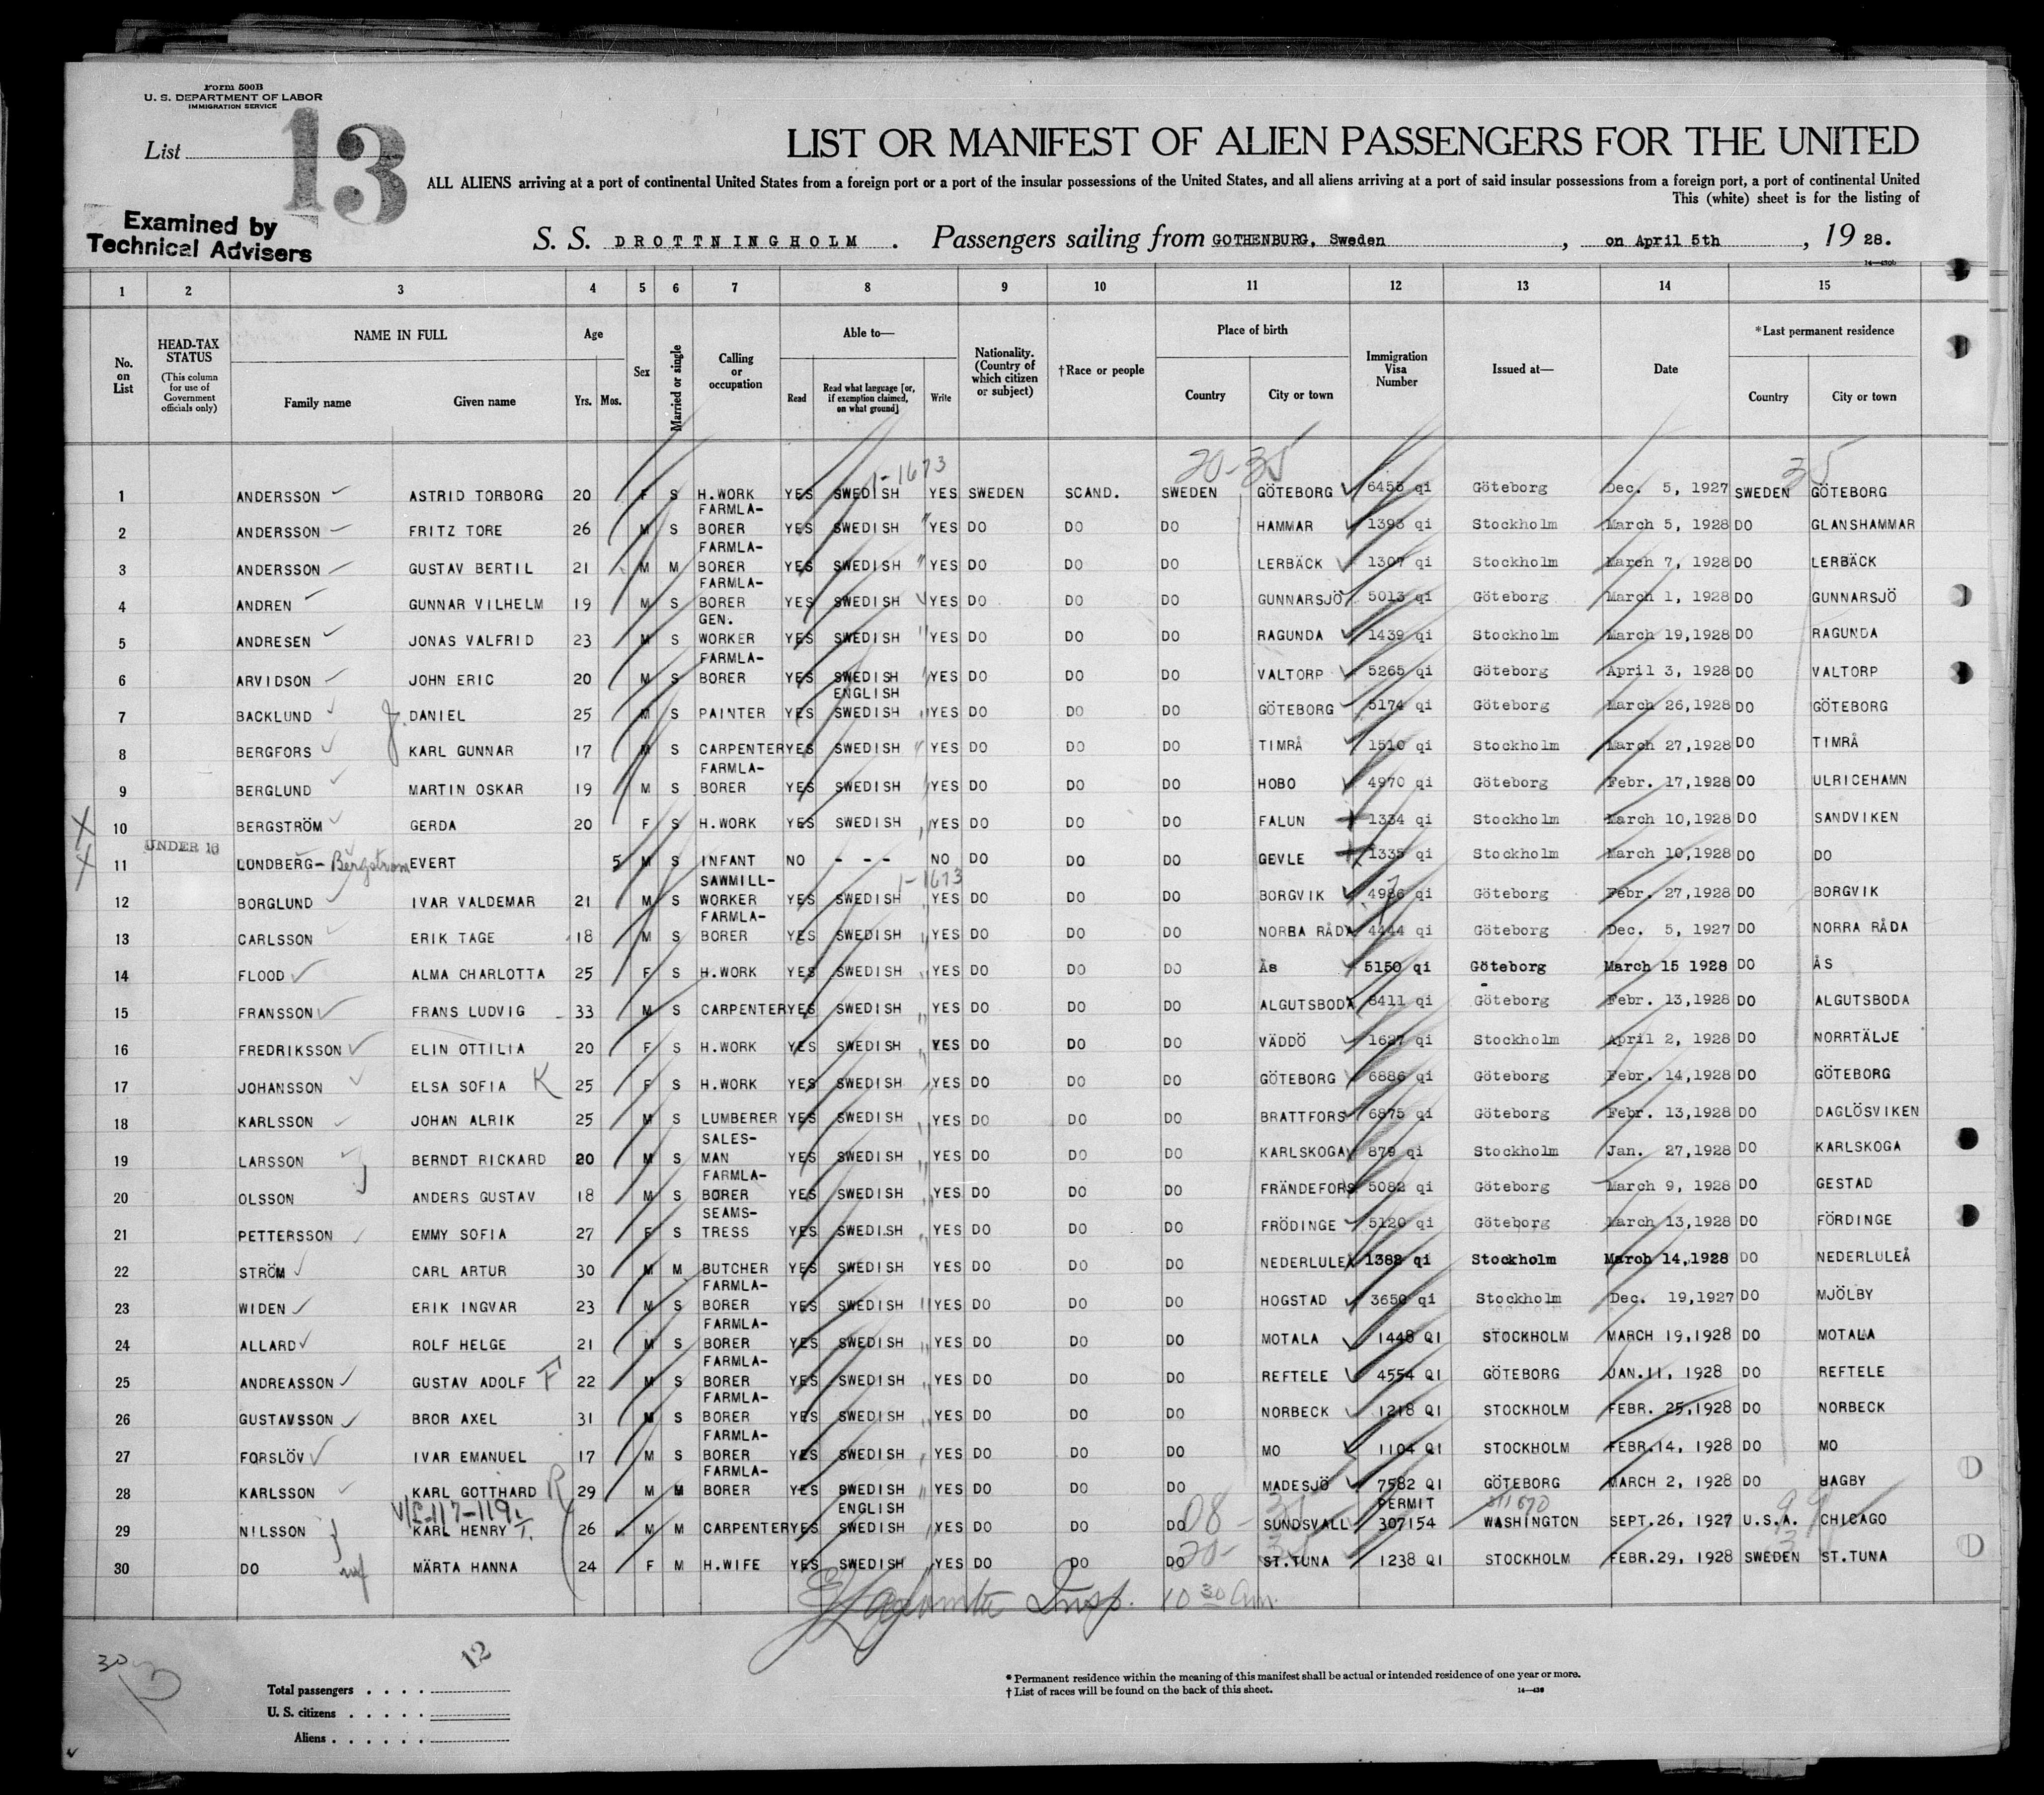 Form 500B
U. S. DEPARTMENT OF LABOR
IMMIGRATION SERVICE
List 13
LIST OR MANIFEST OF ALIEN PASSENGERS FOR THE UNITED
ALL ALIENS arriving at a port of continental United States from a foreign port or a port of the insular possessions of the United States, and all aliens arriving at a port of said insular possessions from a foreign port, a port of continental United
This (white) sheet is for the listing of
Examined by
Technical Advisers
S. S. DROTTNINGHOLM . Passengers sailing from GOTHENBURG, Sweden , on April 5th , 19 28.
1 2 3 4 5 6 7 8 9 10 11 12 13 14 15
No. on List
HEAD-TAX STATUS (This column for use of Government officials only)
NAME IN FULL Family name Given name
Age Yrs. Mos.
Sex
Married or single
Calling or occupation
Able to— Read Read what language [or, if exemption claimed, on what ground] Write
Nationality. (Country of which citizen or subject)
†Race or people
Place of birth Country City or town
Immigration Visa Number
Issued at—
Date
*Last permanent residence Country City or town
1-1673 20-35 35
1 ANDERSSON ASTRID TORBORG 20 F S H.WORK YES SWEDISH YES SWEDEN SCAND. SWEDEN GÖTEBORG 6455 qi Göteborg Dec. 5, 1927 SWEDEN GÖTEBORG
2 ANDERSSON FRITZ TORE 26 M S FARMLA-BORER YES SWEDISH YES DO DO DO HAMMAR 1393 qi Stockholm March 5, 1928 DO GLANSHAMMAR
3 ANDERSSON GUSTAV BERTIL 21 M M FARMLA-BORER YES SWEDISH YES DO DO DO LERBÄCK 1307 qi Stockholm March 7, 1928 DO LERBÄCK
4 ANDREN GUNNAR VILHELM 19 M S FARMLA-BORER YES SWEDISH YES DO DO DO GUNNARSJÖ 5013 qi Göteborg March 1, 1928 DO GUNNARSJÖ
5 ANDRESEN JONAS VALFRID 23 M S GEN. WORKER YES SWEDISH YES DO DO DO RAGUNDA 1439 qi Stockholm March 19,1928 DO RAGUNDA
6 ARVIDSON JOHN ERIC 20 M S FARMLA-BORER YES SWEDISH YES DO DO DO VALTORP 5265 qi Göteborg April 3, 1928 DO VALTORP
7 BACKLUND J. DANIEL 25 M S PAINTER YES ENGLISH SWEDISH YES DO DO DO GÖTEBORG 5174 qi Göteborg March 26,1928 DO GÖTEBORG
8 BERGFORS KARL GUNNAR 17 M S CARPENTER YES SWEDISH YES DO DO DO TIMRÅ 1510 qi Stockholm March 27,1928 DO TIMRÅ
9 BERGLUND MARTIN OSKAR 19 M S FARMLA-BORER YES SWEDISH YES DO DO DO HOBO 4970 qi Göteborg Febr. 17,1928 DO ULRICEHAMN
X 10 BERGSTRÖM GERDA 20 F S H.WORK YES SWEDISH YES DO DO DO FALUN 1334 qi Stockholm March 10,1928 DO SANDVIKEN
X 11 UNDER 16 LUNDBERG- Bergstrom EVERT 5 M S INFANT NO - - - NO DO DO DO GEVLE 1335 qi Stockholm March 10,1928 DO DO
1-1673
12 BORGLUND IVAR VALDEMAR 21 M S SAWMILL-WORKER YES SWEDISH YES DO DO DO BORGVIK 4986 qi Göteborg Febr. 27,1928 DO BORGVIK
13 CARLSSON ERIK TAGE 18 M S FARMLA-BORER YES SWEDISH YES DO DO DO NORRA RÅDA 4444 qi Göteborg Dec. 5, 1927 DO NORRA RÅDA
14 FLOOD ALMA CHARLOTTA 25 F S H.WORK YES SWEDISH YES DO DO DO Ås 5150 qi Göteborg March 15 1928 DO ÅS
15 FRANSSON FRANS LUDVIG 33 M S CARPENTER YES SWEDISH YES DO DO DO ALGUTSBODA 8411 qi Göteborg Febr. 13,1928 DO ALGUTSBODA
16 FREDRIKSSON ELIN OTTILIA 20 F S H.WORK YES SWEDISH YES DO DO DO VÄDDÖ 1627 qi Stockholm April 2, 1928 DO NORRTÄLJE
17 JOHANSSON ELSA SOFIA K 25 F S H.WORK YES SWEDISH YES DO DO DO GÖTEBORG 6886 qi Göteborg Febr. 14,1928 DO GÖTEBORG
18 KARLSSON JOHAN ALRIK 25 M S LUMBERER YES SWEDISH YES DO DO DO BRATTFORS 6875 qi Göteborg Febr. 13,1928 DO DAGLÖSVIKEN
19 LARSSON BERNDT RICKARD 20 M S SALES-MAN YES SWEDISH YES DO DO DO KARLSKOGA 879 qi Stockholm Jan. 27,1928 DO KARLSKOGA
20 OLSSON ANDERS GUSTAV 18 M S FARMLA-BORER YES SWEDISH YES DO DO DO FRÄNDEFORS 5082 qi Göteborg March 9, 1928 DO GESTAD
21 PETTERSSON EMMY SOFIA 27 F S SEAMS-TRESS YES SWEDISH YES DO DO DO FRÖDINGE 5120 qi Göteborg March 13,1928 DO FÖRDINGE
22 STRÖM CARL ARTUR 30 M M BUTCHER YES SWEDISH YES DO DO DO NEDERLULEÅ 1382 qi Stockholm March 14,1928 DO NEDERLULEÅ
23 WIDEN ERIK INGVAR 23 M S FARMLA-BORER YES SWEDISH YES DO DO DO HOGSTAD 3650 qi Stockholm Dec. 19,1927 DO MJÖLBY
24 ALLARD ROLF HELGE 21 M S FARMLA-BORER YES SWEDISH YES DO DO DO MOTALA 1448 QI STOCKHOLM MARCH 19,1928 DO MOTALA
25 ANDREASSON GUSTAV ADOLF F 22 M S FARMLA-BORER YES SWEDISH YES DO DO DO REFTELE 4554 QI GÖTEBORG JAN.11, 1928 DO REFTELE
26 GUSTAVSSON BROR AXEL 31 M S FARMLA-BORER YES SWEDISH YES DO DO DO NORBECK 1218 QI STOCKHOLM FEBR. 25,1928 DO NORBECK
27 FORSLÖV IVAR EMANUEL 17 M S FARMLA-BORER YES SWEDISH YES DO DO DO MO 1104 QI STOCKHOLM FEBR.14, 1928 DO MO
28 KARLSSON KARL GOTTHARD R 29 M M FARMLA-BORER YES SWEDISH YES DO DO DO MADESJÖ 7582 QI GÖTEBORG MARCH 2, 1928 DO HAGBY
29 NILSSON KARL HENRY T. 26 M M CARPENTER YES ENGLISH SWEDISH YES DO DO DO SUNDSVALL PERMIT 307154 WASHINGTON SEPT.26, 1927 U.S.A. CHICAGO
30 DO wf MÄRTA HANNA 24 F M H.WIFE YES SWEDISH YES DO DO DO ST.TUNA 1238 QI STOCKHOLM FEBR.29, 1928 SWEDEN ST.TUNA
Insp. 10 30 am.
30
12
Total passengers
U. S. citizens
Aliens
* Permanent residence within the meaning of this manifest shall be actual or intended residence of one year or more.
† List of races will be found on the back of this sheet.